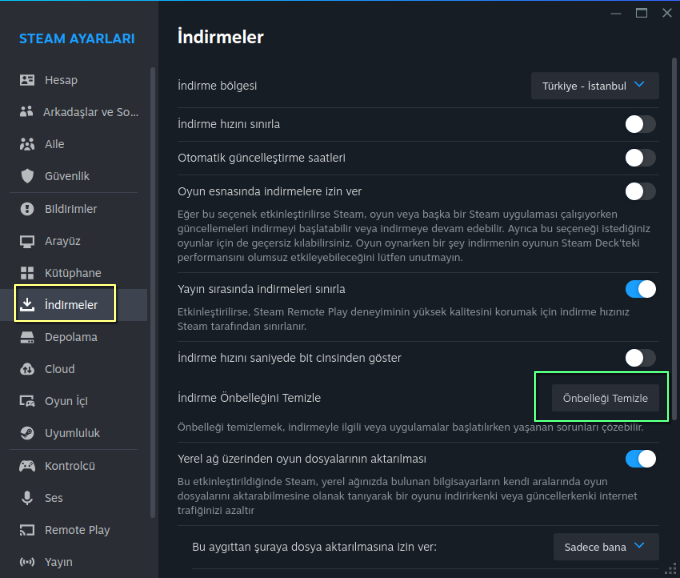 STEAM AYARLARI
Hesap
Arkadaşlar ve So...
Aile
Güvenlik
Bildirimler
Arayüz
Kütüphane
İndirmeler
Depolama
Cloud
Oyun İçi
Uyumluluk
Kontrolcü
Ses
Remote Play
Yayın
İndirmeler
İndirme bölgesi
Türkiye - İstanbul
İndirme hızını sınırla
Otomatik güncelleştirme saatleri
Oyun esnasında indirmelere izin ver
Eğer bu seçenek etkinleştirilirse Steam, oyun veya başka bir Steam uygulaması çalışıyorken
güncellemeleri indirmeyi başlatabilir veya indirmeye devam edebilir. Ayrıca bu seçeneği istediğiniz
oyunlar için de geçersiz kılabilirsiniz. Oyun oynarken bir şey indirmenin oyunun Steam Deck'teki
performansını olumsuz etkileyebileceğini lütfen unutmayın.
Yayın sırasında indirmeleri sınırla
Etkinleştirilirse. Steam Remote Play deneyiminin yüksek kalitesini korumak için indirme hızınız
Steam tarafından sınırlanır.
İndirme hızını saniyede bit cinsinden göster
İndirme Önbelleğini Temizle
Önbelleği Temizle
Önbelleği temizlemek, indirmeyle ilgili veya uygulamalar başlatılırken yaşanan sorunları çözebilir.
Yerel ağ üzerinden oyun dosyalarının aktarılması
Bu etkinleştirildiğinde Steam, yerel ağınızda bulunan bilgisayarların kendi aralarında oyun
dosyalarını aktarabilmesine olanak tanıyarak bir oyunu indirirkenki veya güncellerkenki internet
trafiğinizi azaltır
Bu aygıttan şuraya dosya aktarılmasına izin ver:
Sadece bana